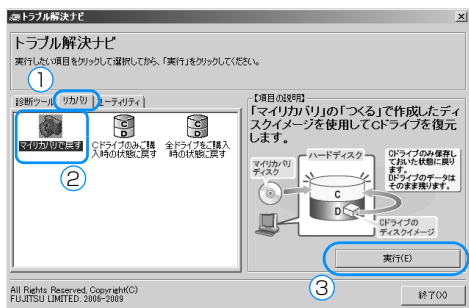 トラブル解決ナビ
トラブル解決ナビ
実行したい項目をクリックして選択してから、「実行」をクリックしてください。
①
診断ツール リカバリ ユーティリティ
マイリカバリで戻す
Cドライブのみご購入時の状態に戻す
全ドライブをご購入時の状態に戻す
②
【項目の説明】
「マイリカバリ」の「つくる」で作成したディ
スクイメージを使用してCドライブを復元
します。
マイリカバリ
ディスク
ハードディスク
C
D
Cドライブのみ保存し
ておいた状態に戻り
ます。
Dドライブのデータは
そのまま残ります。
Cドライブの
ディスクイメージ
実行(E)
③
All Rights Reserved, Copyright(C)
FUJITSU LIMITED. 2006-2009
終了(X)